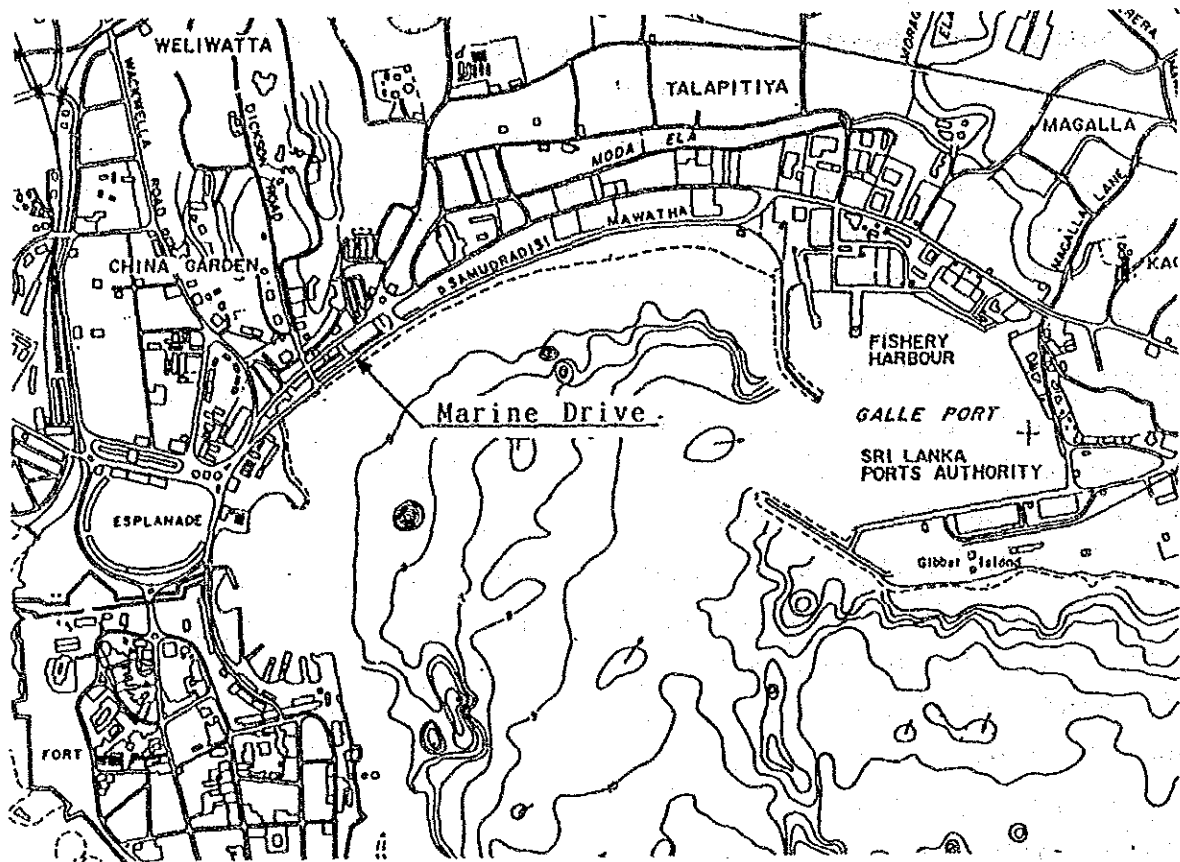 WELIWATTA
WACKWELLA
ROAD
DICKSON
ROAD
TALAPITIYA
MODA ELA
ELA
MAGALLA
MAGALLA LANE
SAMUDRADISI
MAWATHA
CHINA GARDEN
FISHERY
HARBOUR
Marine Drive
GALLE PORT
SRI LANKA
PORTS AUTHORITY
ESPLANADE
Gibbet Island
FORT